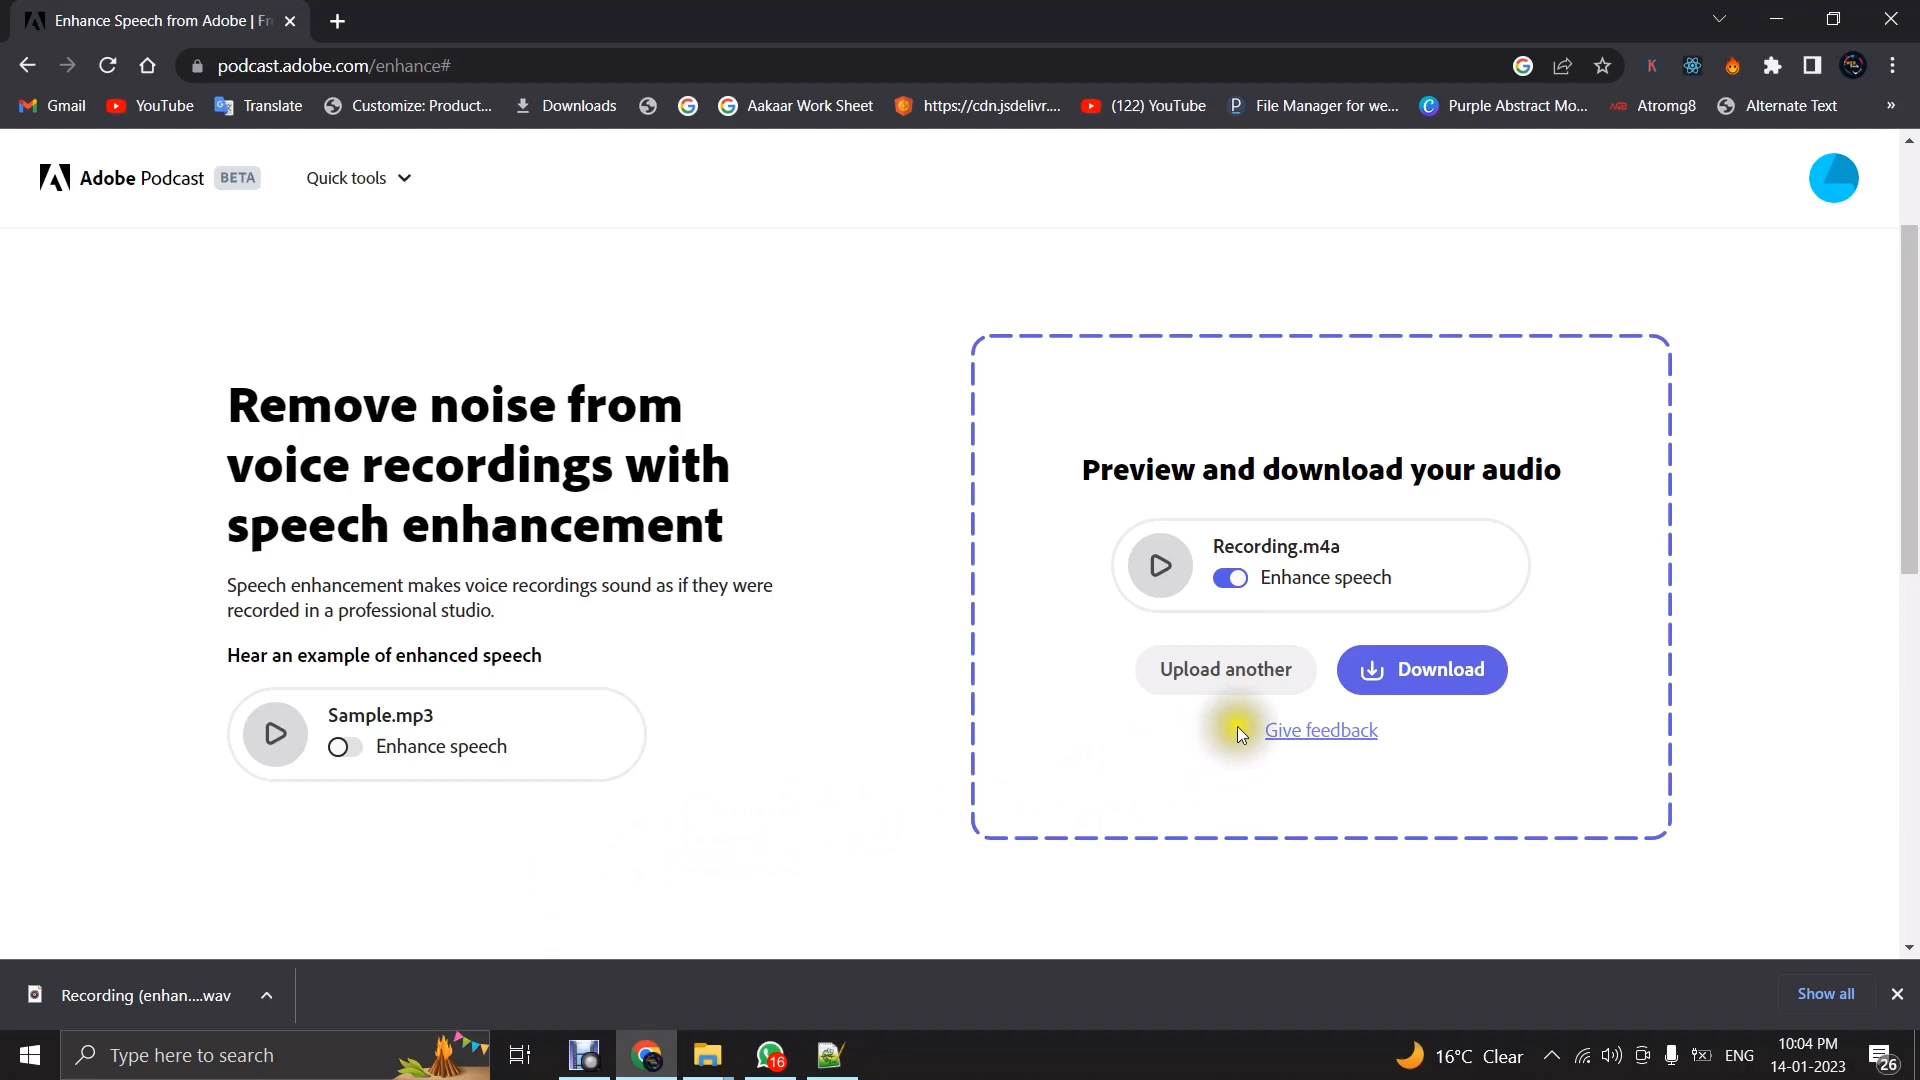 Enhance Speech from Adobe | Fr
podcast.adobe.com/enhance#
Gmail YouTube Translate Customize: Product... Downloads Aakaar Work Sheet https://cdn.jsdelivr.... (122) YouTube File Manager for we... Purple Abstract Mo... Atromg8 Alternate Text »
Adobe Podcast BETA Quick tools
Remove noise from
voice recordings with
speech enhancement
Speech enhancement makes voice recordings sound as if they were
recorded in a professional studio.
Hear an example of enhanced speech
Sample.mp3
Enhance speech
Preview and download your audio
Recording.m4a
Enhance speech
Upload another Download
Give feedback
Recording (enhan....wav Show all
Type here to search 16 16°C Clear ENG 10:04 PM
14-01-2023 26